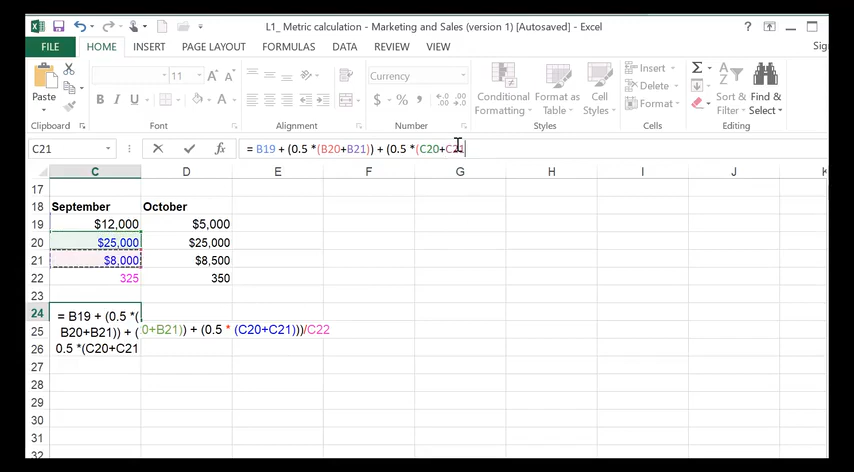 L1_ Metric calculation - Marketing and Sales (version 1) [Autosaved] - Excel
FILE HOME INSERT PAGE LAYOUT FORMULAS DATA REVIEW VIEW
Paste
11
Currency
Conditional Formatting
Format as Table
Cell Styles
Insert
Delete
Format
Sort & Filter
Find & Select
Clipboard Font Alignment Number Styles Cells Editing
C21 = B19 + (0.5 *(B20+B21)) + (0.5 *(C20+C21
C D E F G H I J K
17
18 September October
19 $12,000 $5,000
20 $25,000 $25,000
21 $8,000 $8,500
22 325 350
23
24 = B19 + (0.5 *(
25 B20+B21)) + ( 0+B21)) + (0.5 * (C20+C21)))/C22
26 0.5 *(C20+C21
27
28
29
30
31
32